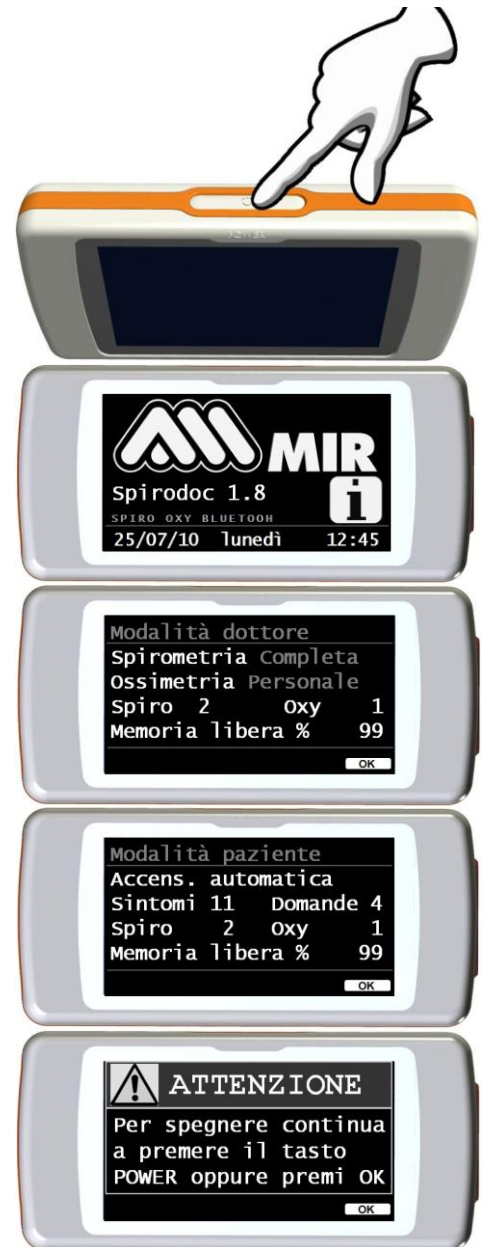 POWER
MIR
Spirodoc 1.8
i
SPIRO OXY BLUETOOH
25/07/10 lunedì 12:45
Modalità dottore
Spirometria Completa
Ossimetria Personale
Spiro 2 Oxy 1
Memoria libera % 99
OK
Modalità paziente
Accens. automatica
Sintomi 11 Domande 4
Spiro 2 Oxy 1
Memoria libera % 99
OK
ATTENZIONE
Per spegnere continua
a premere il tasto
POWER oppure premi OK
OK